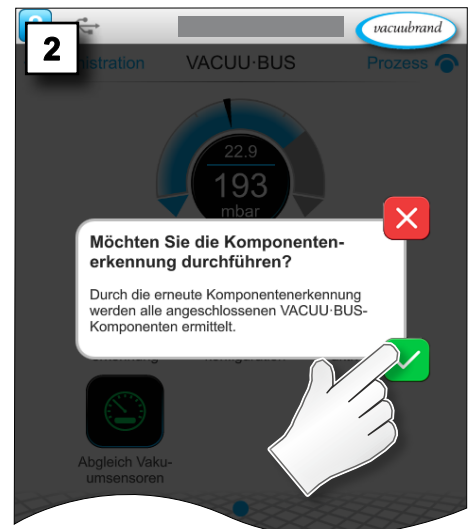 2
vacuubrand
VACUU·BUS
Prozess
22.9
193
mbar
Möchten Sie die Komponenten-
erkennung durchführen?
Durch die erneute Komponentenerkennung
werden alle angeschlossenen VACUU·BUS-
Komponenten ermittelt.
Abgleich Vaku-
umsensoren